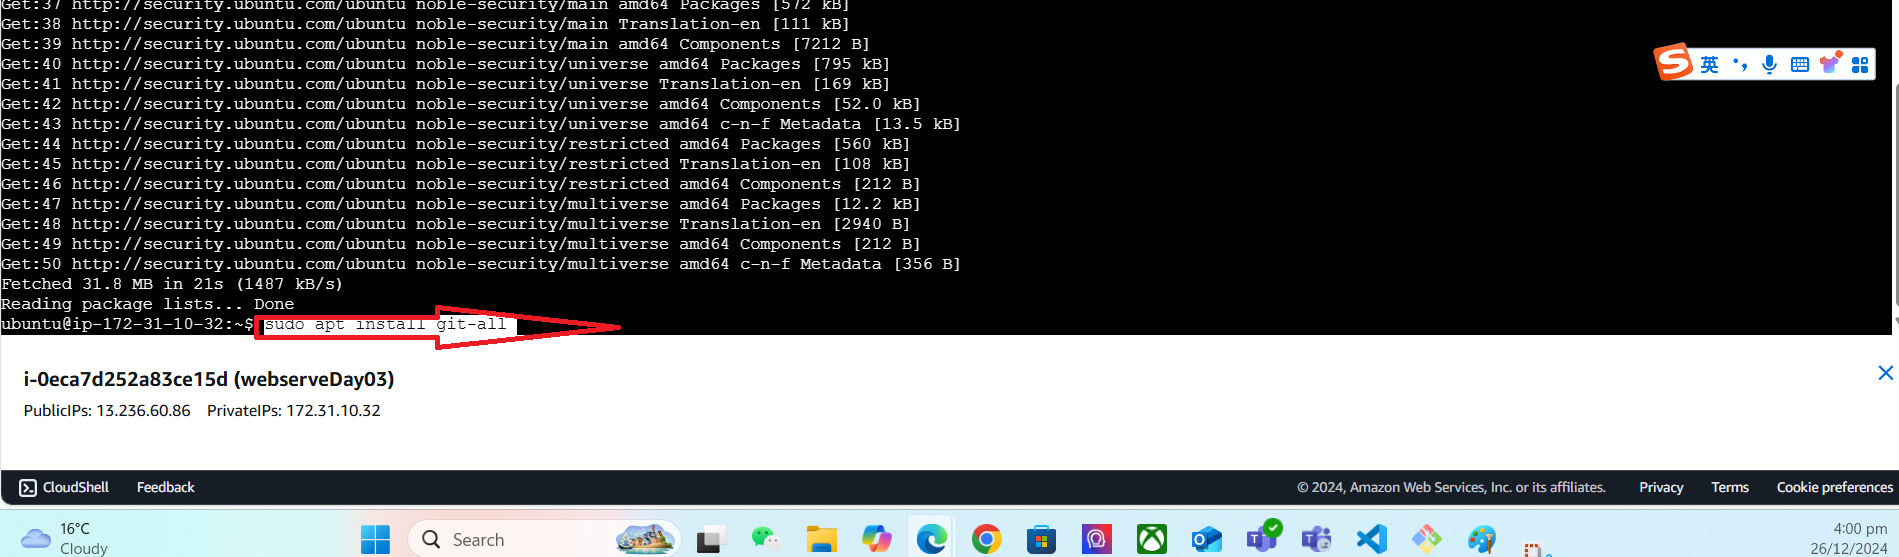 Get:37 http://security.ubuntu.com/ubuntu noble-security/main amd64 Packages [572 kB]
Get:38 http://security.ubuntu.com/ubuntu noble-security/main Translation-en [111 kB]
Get:39 http://security.ubuntu.com/ubuntu noble-security/main amd64 Components [7212 B]
Get:40 http://security.ubuntu.com/ubuntu noble-security/universe amd64 Packages [795 kB]
Get:41 http://security.ubuntu.com/ubuntu noble-security/universe Translation-en [169 kB]
Get:42 http://security.ubuntu.com/ubuntu noble-security/universe amd64 Components [52.0 kB]
Get:43 http://security.ubuntu.com/ubuntu noble-security/universe amd64 c-n-f Metadata [13.5 kB]
Get:44 http://security.ubuntu.com/ubuntu noble-security/restricted amd64 Packages [560 kB]
Get:45 http://security.ubuntu.com/ubuntu noble-security/restricted Translation-en [108 kB]
Get:46 http://security.ubuntu.com/ubuntu noble-security/restricted amd64 Components [212 B]
Get:47 http://security.ubuntu.com/ubuntu noble-security/multiverse amd64 Packages [12.2 kB]
Get:48 http://security.ubuntu.com/ubuntu noble-security/multiverse Translation-en [2940 B]
Get:49 http://security.ubuntu.com/ubuntu noble-security/multiverse amd64 Components [212 B]
Get:50 http://security.ubuntu.com/ubuntu noble-security/multiverse amd64 c-n-f Metadata [356 B]
Fetched 31.8 MB in 21s (1487 kB/s)
Reading package lists... Done
ubuntu@ip-172-31-10-32:~$ sudo apt install git-all
S 英
i-0eca7d252a83ce15d (webserveDay03)
PublicIPs: 13.236.60.86 PrivateIPs: 172.31.10.32
CloudShell Feedback © 2024, Amazon Web Services, Inc. or its affiliates. Privacy Terms Cookie preferences
16°C
Cloudy
Search
4:00 pm
26/12/2024